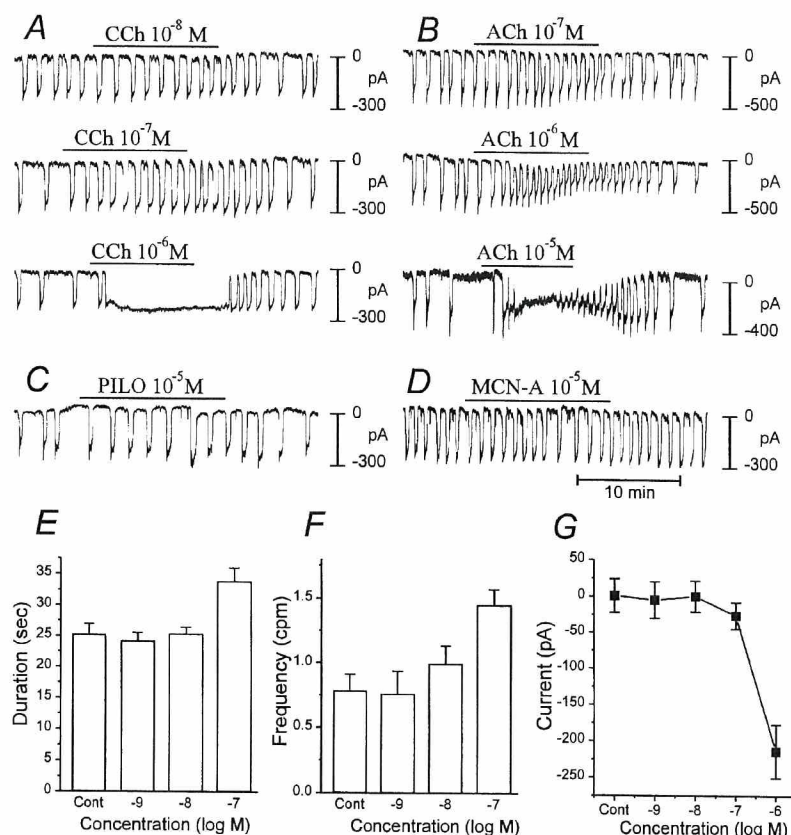 A
CCh 10⁻⁸ M
0
pA
-300
B
ACh 10⁻⁷M
0
pA
-500
CCh 10⁻⁷M
0
pA
-300
ACh 10⁻⁶M
0
pA
-500
CCh 10⁻⁶M
0
pA
-300
ACh 10⁻⁵M
0
pA
-400
C
PILO 10⁻⁵M
0
pA
-300
D
MCN-A 10⁻⁵M
0
pA
-300
10 min
E
Duration (sec)
35
30
25
20
15
10
5
0
Cont -9 -8 -7
Concentration (log M)
F
Frequency (cpm)
1.5
1.0
0.5
0.0
Cont -9 -8 -7
Concentration (log M)
G
Current (pA)
50
0
-50
-100
-150
-200
-250
Cont -9 -8 -7 -6
Concentration (log M)